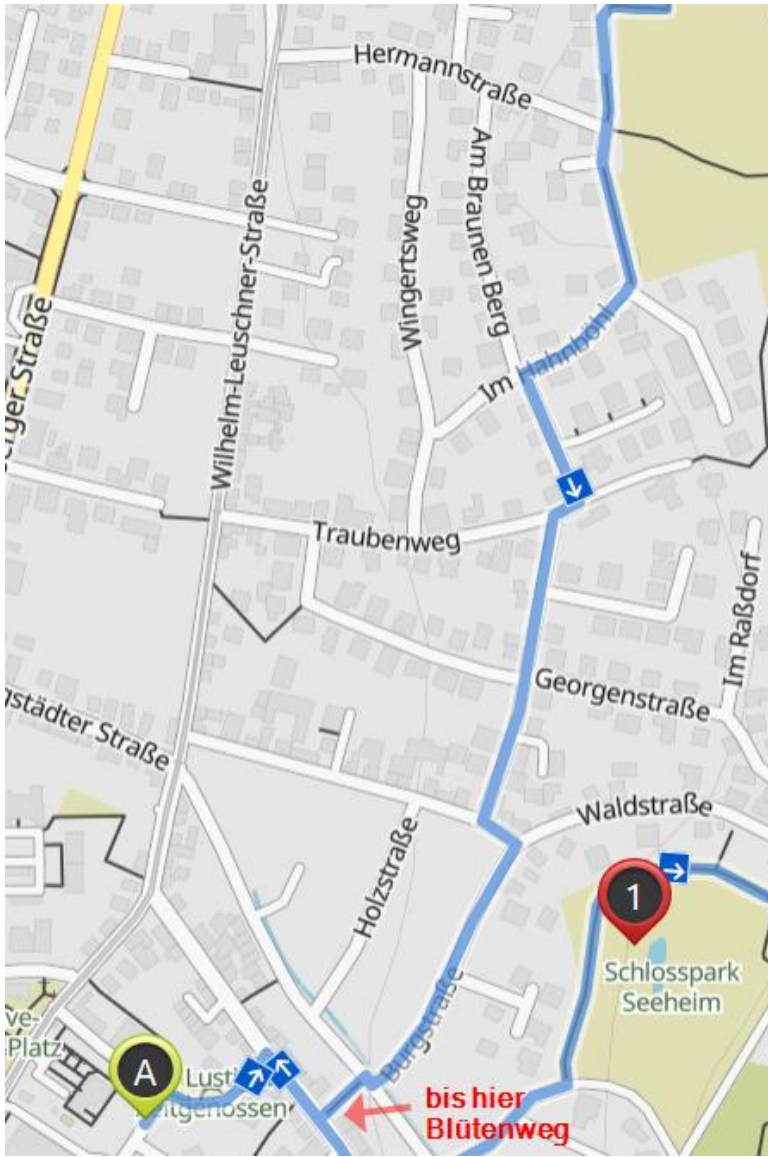 Hermannstraße
Am Braunen Berg
Wingertsweg
Wilhelm-Leuschner-Straße
Im Hahnböhl
Traubenweg
Im Raßdorf
Georgenstraße
Straße
Waldstraße
Holzstraße
1
Schlosspark
Seeheim
Burgstraße
Platz
A
bis hier
Blütenweg